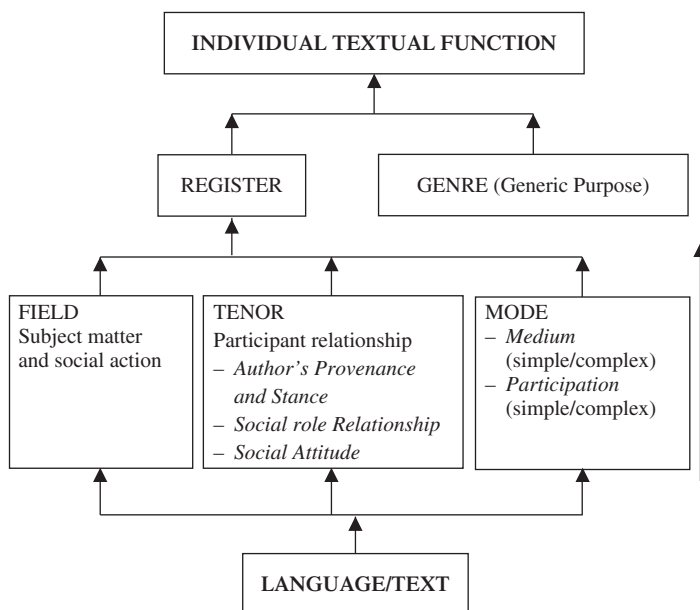 INDIVIDUAL TEXTUAL FUNCTION
REGISTER
GENRE (Generic Purpose)
FIELD
Subject matter
and social action
TENOR
Participant relationship
– Author's Provenance
and Stance
– Social role Relationship
– Social Attitude
MODE
– Medium
(simple/complex)
– Participation
(simple/complex)
LANGUAGE/TEXT